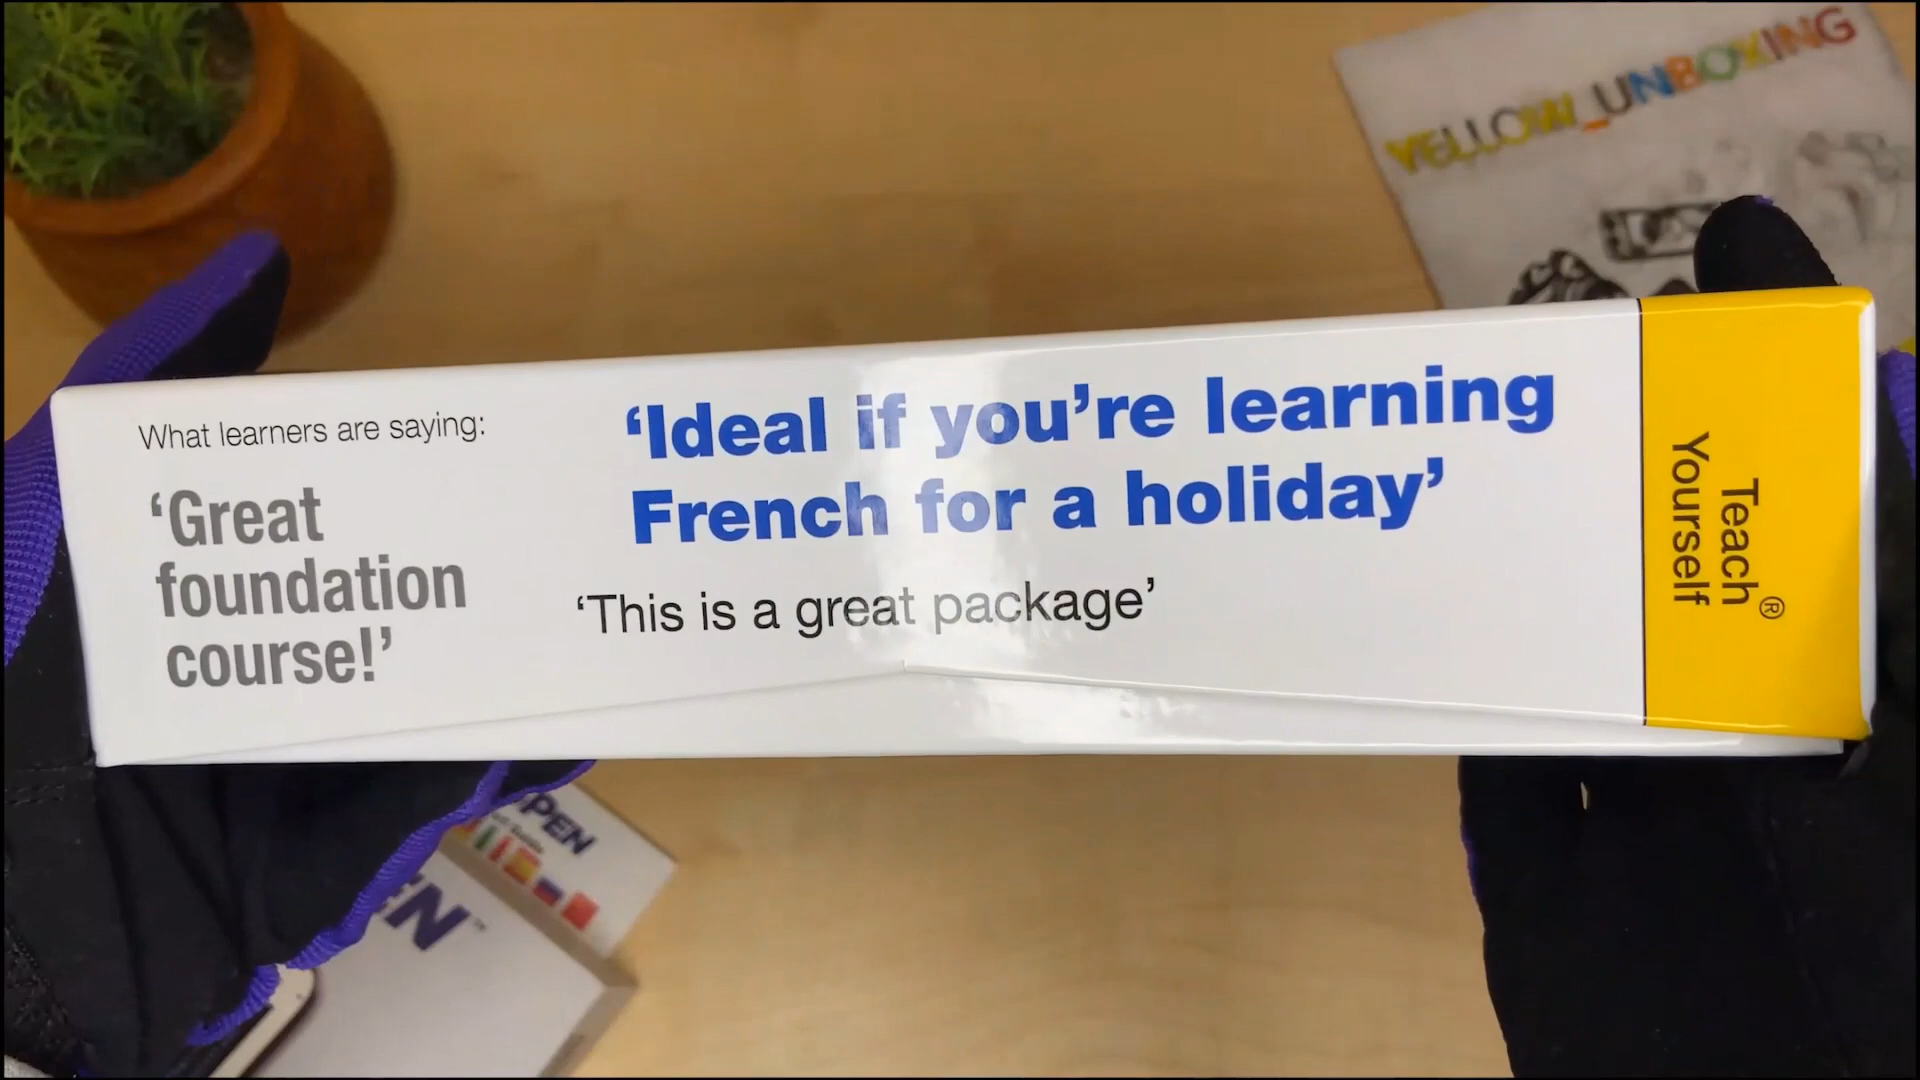 YELLOW_UNBOXING
What learners are saying:
‘Great
foundation
course!’
‘Ideal if you’re learning
French for a holiday’
‘This is a great package’
Teach
Yourself®